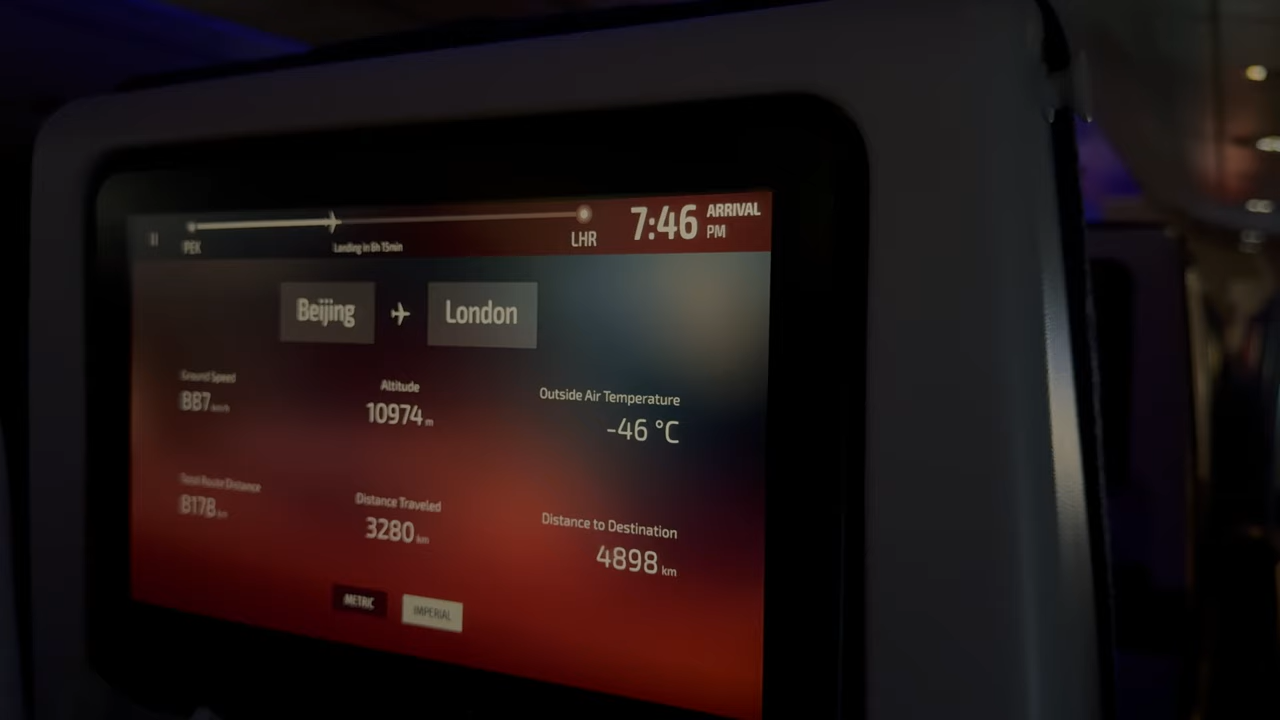 PEK
Landing in 6h 15min
LHR
7:46
ARRIVAL
PM
Beijing
London
Ground Speed
887 km/h
Altitude
10974 m
Outside Air Temperature
-46 °C
Total Route Distance
8178 km
Distance Traveled
3280 km
Distance to Destination
4898 km
METRIC
IMPERIAL